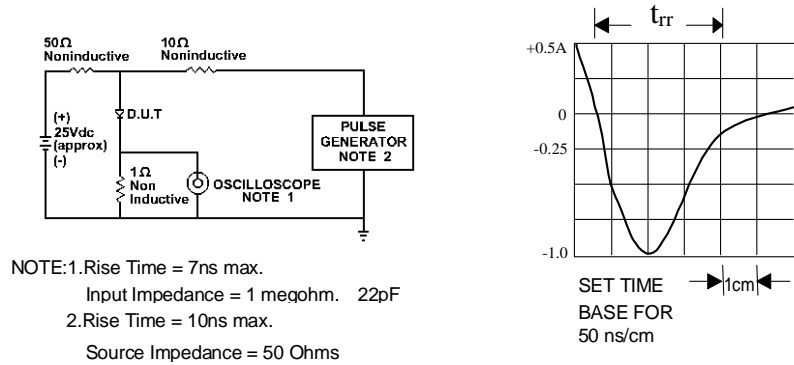 50Ω
Noninductive
10Ω
Noninductive
(+)
25Vdc
(approx)
(-)
D.U.T
1Ω
Non
Inductive
OSCILLOSCOPE
NOTE 1
PULSE
GENERATOR
NOTE 2
NOTE:1.Rise Time = 7ns max.
Input Impedance = 1 megohm. 22pF
2.Rise Time = 10ns max.
Source Impedance = 50 Ohms
trr
+0.5A
0
-0.25
-1.0
SET TIME
BASE FOR
50 ns/cm
1cm